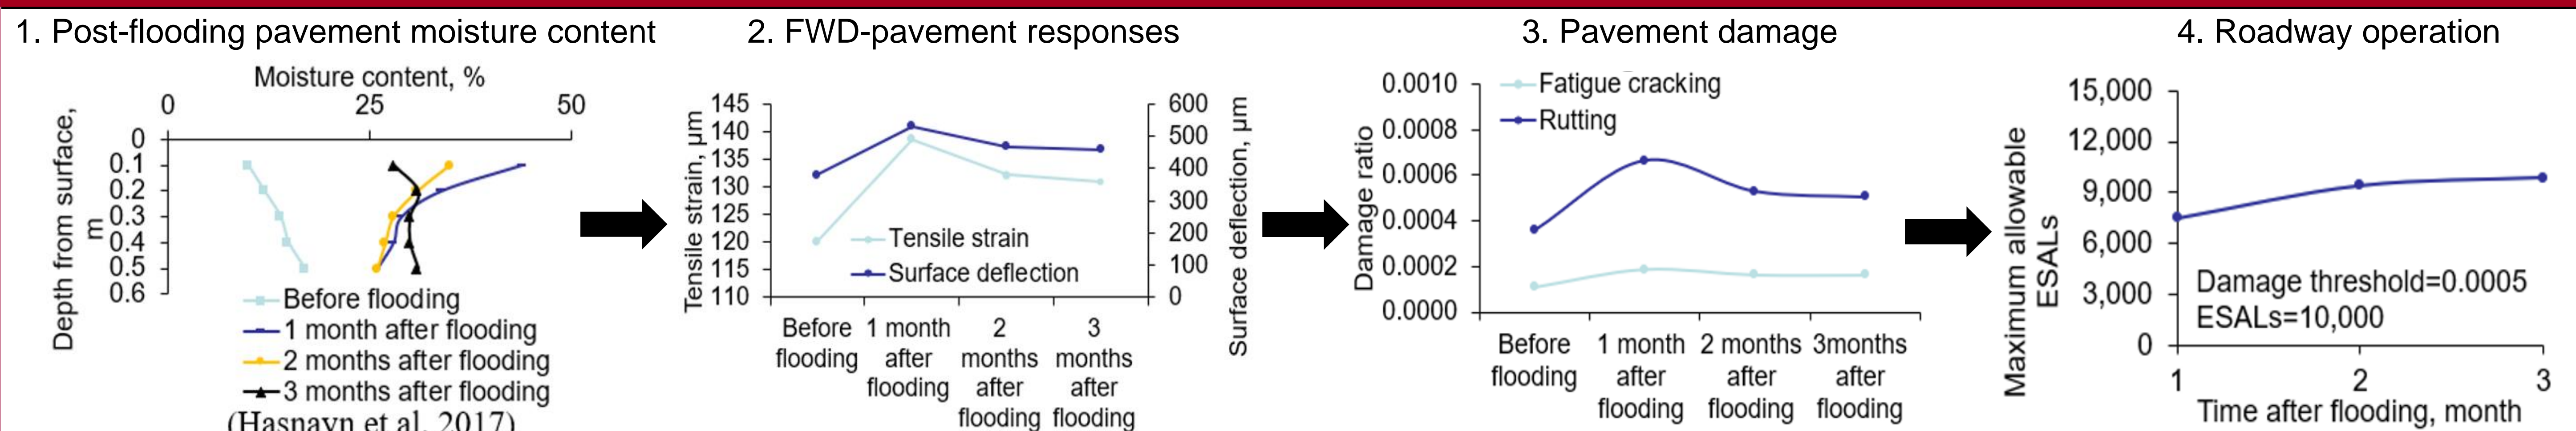 1. Post-flooding pavement moisture content
Moisture content, %
0 25 50
Depth from surface,
m
0
0.1
0.2
0.3
0.4
0.5
0.6
Before flooding
1 month after flooding
2 months after flooding
3 months after flooding
(Hasnayn et al. 2017)
2. FWD-pavement responses
Tensile strain, µm
145
140
135
130
125
120
115
110
Tensile strain
Surface deflection
600
500
400
300
200
100
0
Surface deflection, µm
Before
flooding
1 month
after
flooding
2
months
after
flooding
3
months
after
flooding
3. Pavement damage
Damage ratio
0.0010
0.0008
0.0006
0.0004
0.0002
0.0000
Fatigue cracking
Rutting
Before
flooding
1 month
after
flooding
2 months
after
flooding
3months
after
flooding
4. Roadway operation
Maximum allowable
ESALs
15,000
12,000
9,000
6,000
3,000
0
Damage threshold=0.0005
ESALs=10,000
1 2 3
Time after flooding, month